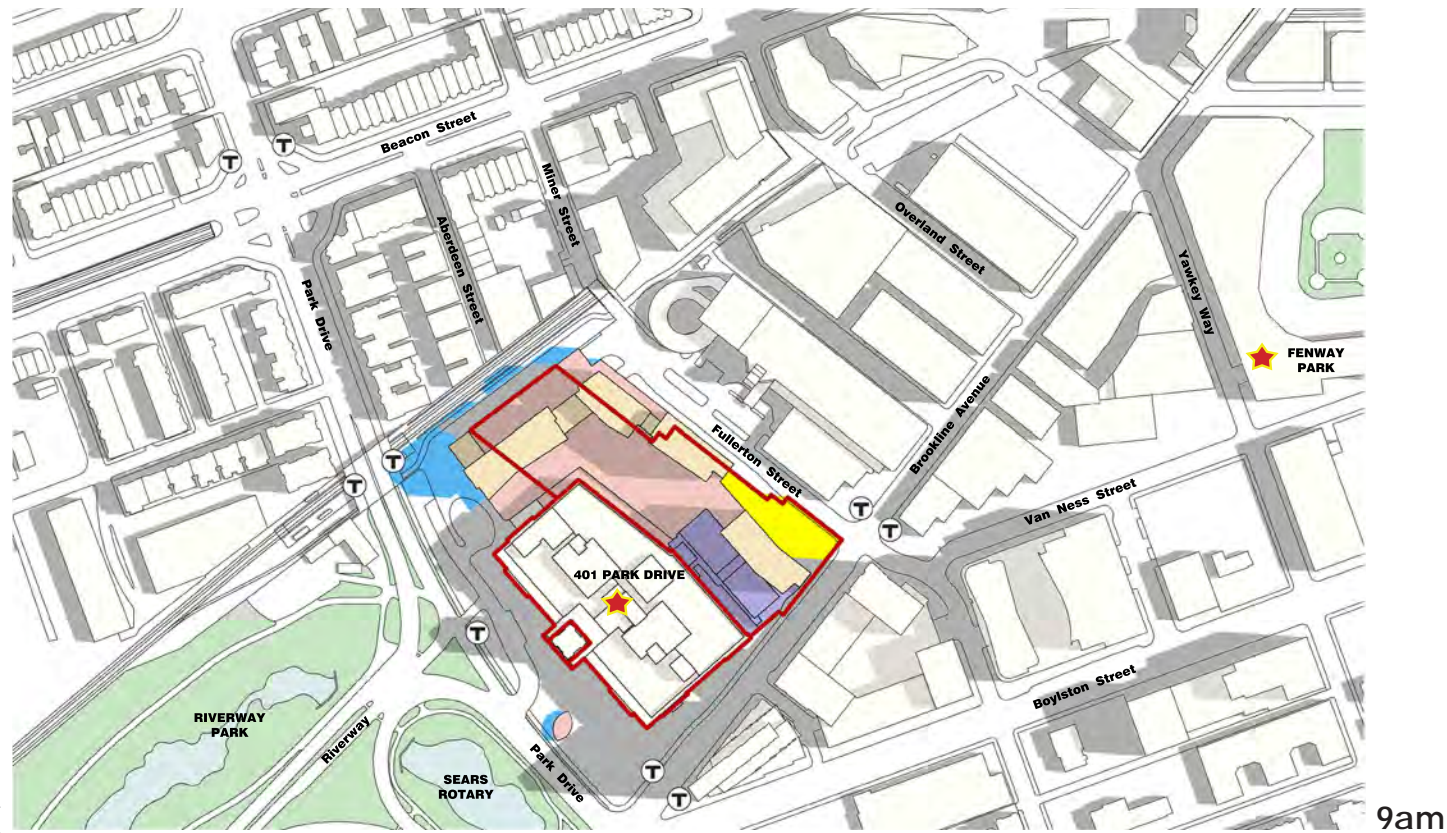 Beacon Street
T
T
Miner Street
Aberdeen Street
Overland Street
Park Drive
Yawkey Way
FENWAY
PARK
Brookline Avenue
Fullerton Street
T
T
Van Ness Street
T
T
401 PARK DRIVE
T
Boylston Street
RIVERWAY
PARK
Riverway
SEARS
ROTARY
Park Drive
T
T
9am